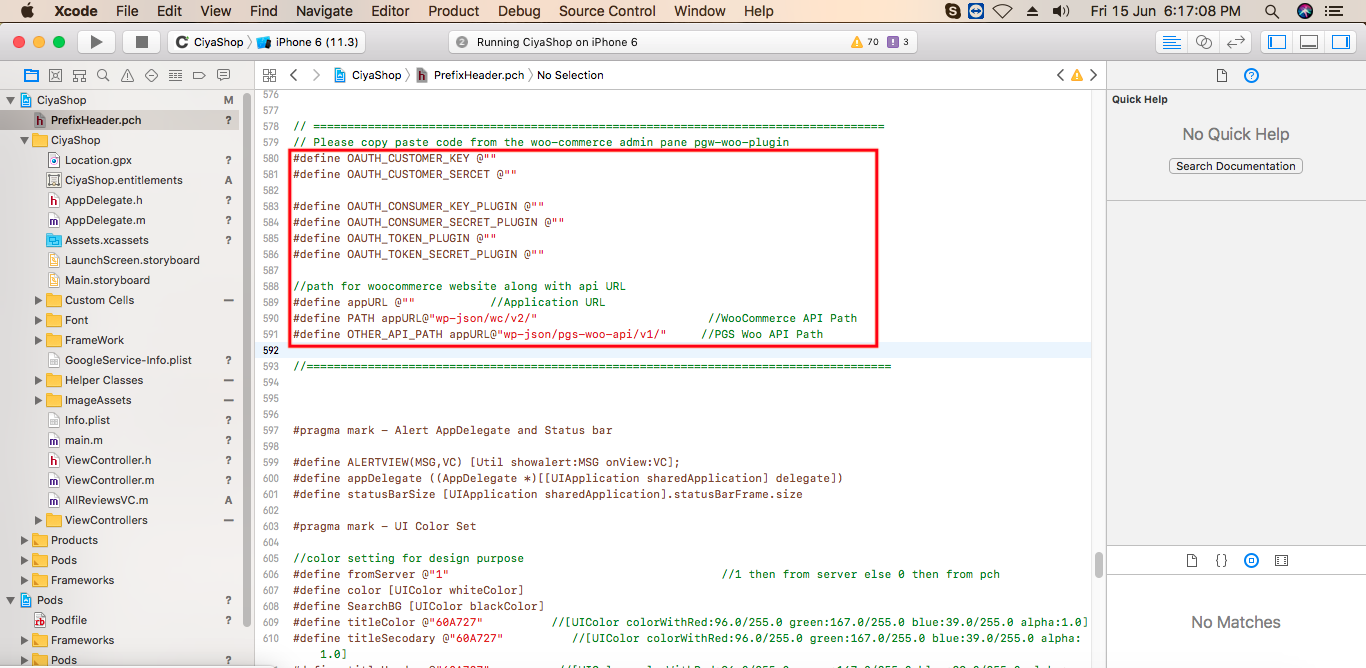 Xcode File Edit View Find Navigate Editor Product Debug Source Control Window Help Fri 15 Jun 6:17:08 PM
CiyaShop iPhone 6 (11.3) 2 Running CiyaShop on iPhone 6 70 3
CiyaShop PrefixHeader.pch No Selection
CiyaShop M
PrefixHeader.pch ?
CiyaShop
Location.gpx ?
CiyaShop.entitlements A
AppDelegate.h ?
AppDelegate.m ?
Assets.xcassets ?
LaunchScreen.storyboard
Main.storyboard
Custom Cells —
Font
FrameWork
GoogleService-Info.plist ?
Helper Classes —
ImageAssets —
Info.plist ?
main.m ?
ViewController.h ?
ViewController.m ?
AllReviewsVC.m A
ViewControllers —
Products
Pods
Frameworks
Pods ?
Podfile ?
Frameworks
Pods ?
576
577
578 // ====================================================================================
579 // Please copy paste code from the woo-commerce admin pane pgw-woo-plugin
580 #define OAUTH_CUSTOMER_KEY @""
581 #define OAUTH_CUSTOMER_SERCET @""
582
583 #define OAUTH_CONSUMER_KEY_PLUGIN @""
584 #define OAUTH_CONSUMER_SECRET_PLUGIN @""
585 #define OAUTH_TOKEN_PLUGIN @""
586 #define OAUTH_TOKEN_SECRET_PLUGIN @""
587
588 //path for woocommerce website along with api URL
589 #define appURL @"" //Application URL
590 #define PATH appURL@"wp-json/wc/v2/" //WooCommerce API Path
591 #define OTHER_API_PATH appURL@"wp-json/pgs-woo-api/v1/" //PGS Woo API Path
592
593 //======================================================================================
594
595
596
597 #pragma mark - Alert AppDelegate and Status bar
598
599 #define ALERTVIEW(MSG,VC) [Util showalert:MSG onView:VC];
600 #define appDelegate ((AppDelegate *)[[UIApplication sharedApplication] delegate])
601 #define statusBarSize [UIApplication sharedApplication].statusBarFrame.size
602
603 #pragma mark - UI Color Set
604
605 //color setting for design purpose
606 #define fromServer @"1" //1 then from server else 0 then from pch
607 #define color [UIColor whiteColor]
608 #define SearchBG [UIColor blackColor]
609 #define titleColor @"60A727" //[UIColor colorWithRed:96.0/255.0 green:167.0/255.0 blue:39.0/255.0 alpha:1.0]
610 #define titleSecodary @"60A727" //[UIColor colorWithRed:96.0/255.0 green:167.0/255.0 blue:39.0/255.0 alpha:
1.0]
Quick Help
No Quick Help
Search Documentation
No Matches